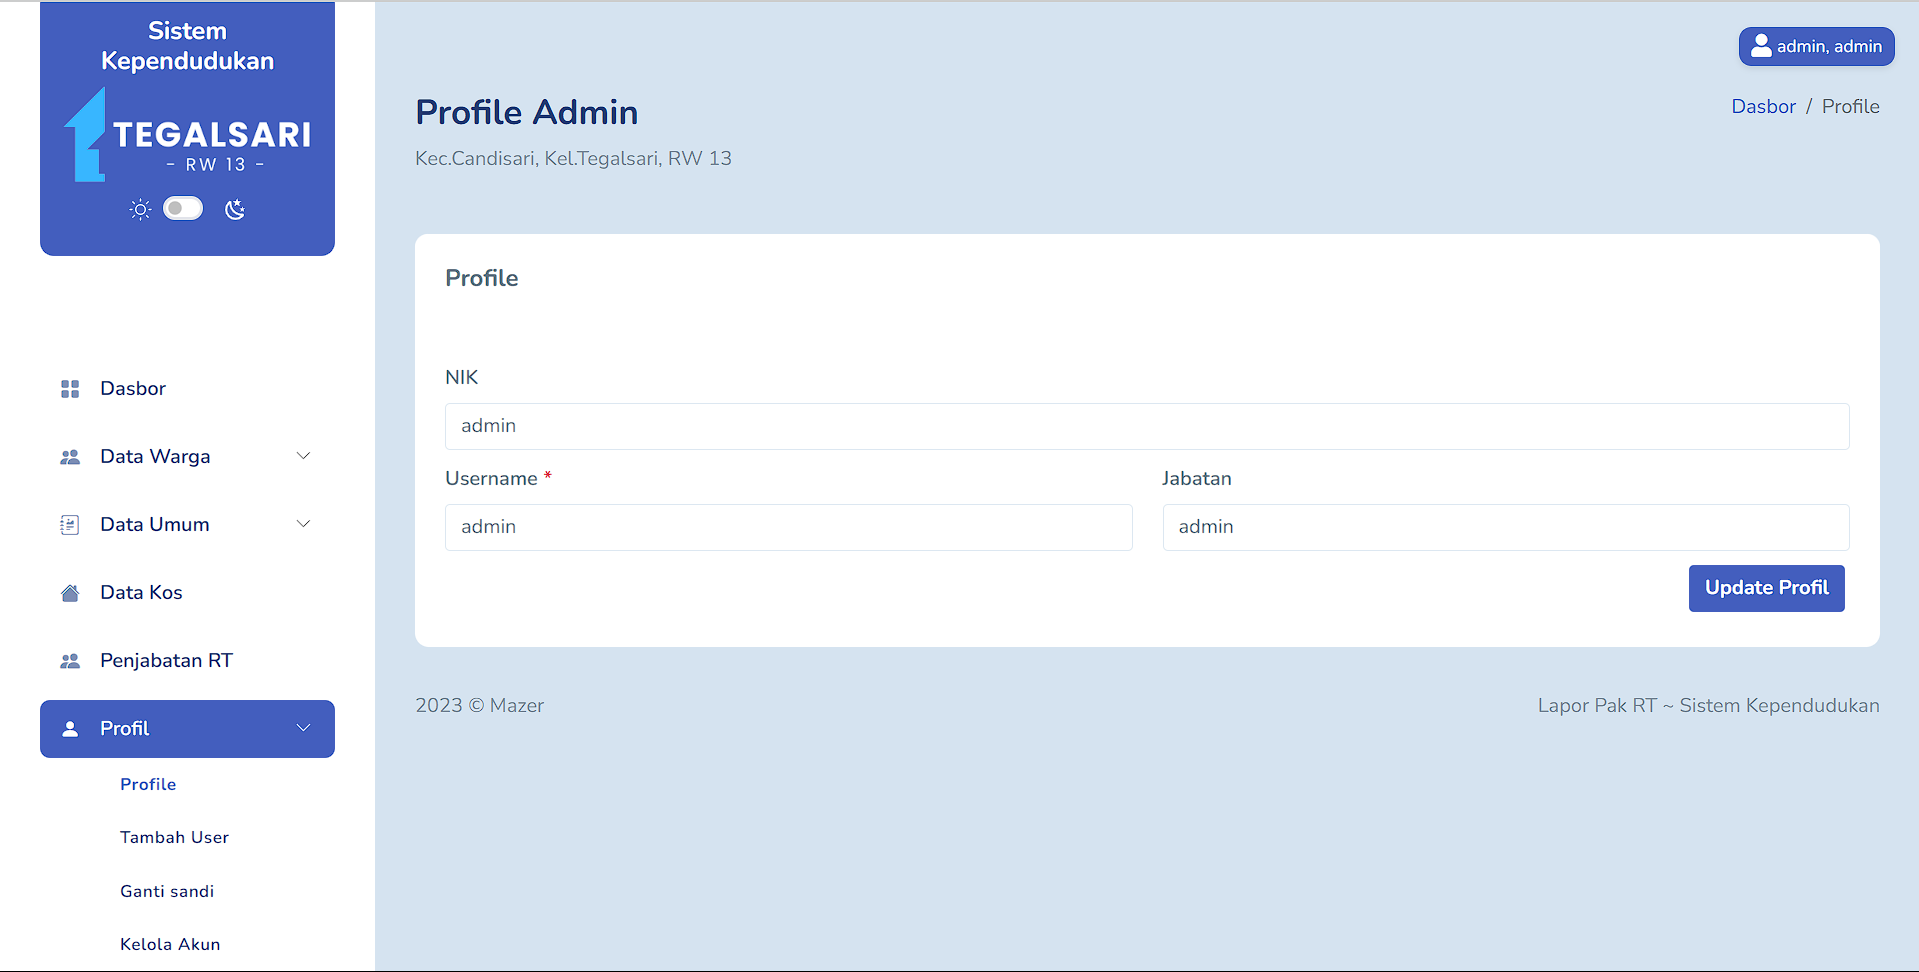 Sistem
Kependudukan
TEGALSARI
- RW 13 -
Dasbor
Data Warga
Data Umum
Data Kos
Penjabatan RT
Profil
Profile
Tambah User
Ganti sandi
Kelola Akun
admin, admin
Profile Admin
Dasbor / Profile
Kec.Candisari, Kel.Tegalsari, RW 13
Profile
NIK
admin
Username *
admin
Jabatan
admin
Update Profil
2023 © Mazer
Lapor Pak RT ~ Sistem Kependudukan